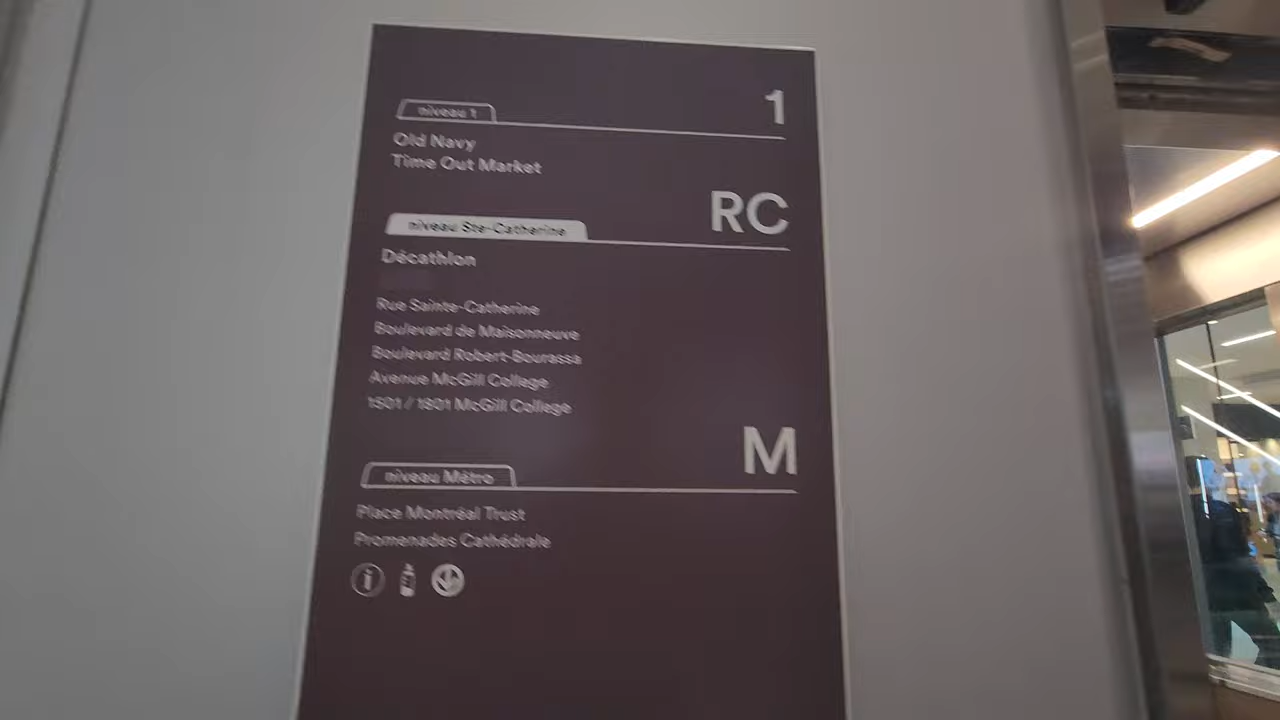 1
niveau 1
Old Navy
Time Out Market
RC
niveau Ste-Catherine
Décathlon
Rue Sainte-Catherine
Boulevard de Maisonneuve
Boulevard Robert-Bourassa
Avenue McGill College
1501 / 1801 McGill College
M
niveau Métro
Place Montréal Trust
Promenades Cathédrale